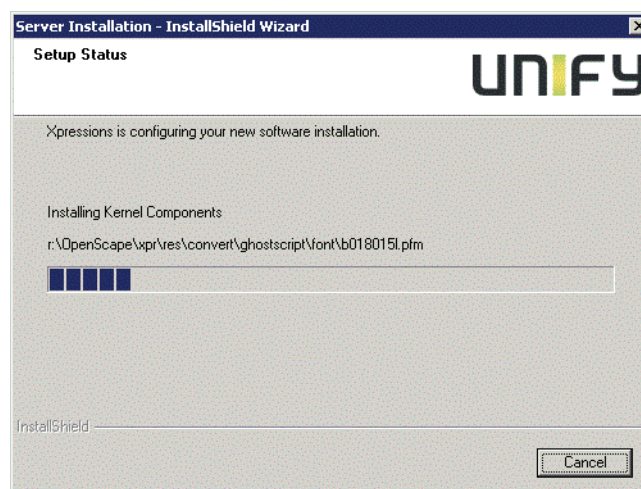 Server Installation - InstallShield Wizard
Setup Status
UNIFY
Xpressions is configuring your new software installation.
Installing Kernel Components
r:\OpenScape\xpr\res\convert\ghostscript\font\b018015l.pfm
InstallShield
Cancel